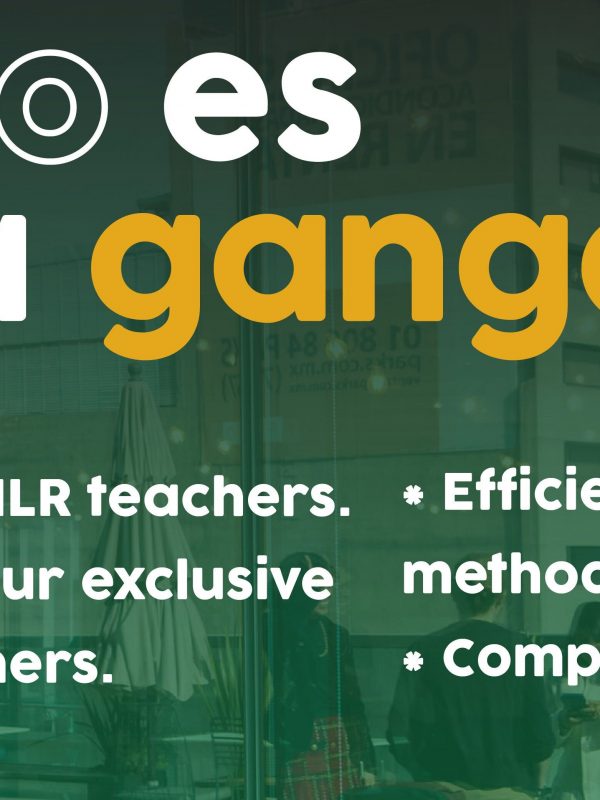 o es
gang
ILR teachers.
ur exclusive
hers.
* Efficie
method
* Comp
OFICI
ACONDI
EN RENTA
01 800 84 P
parks.com.mx